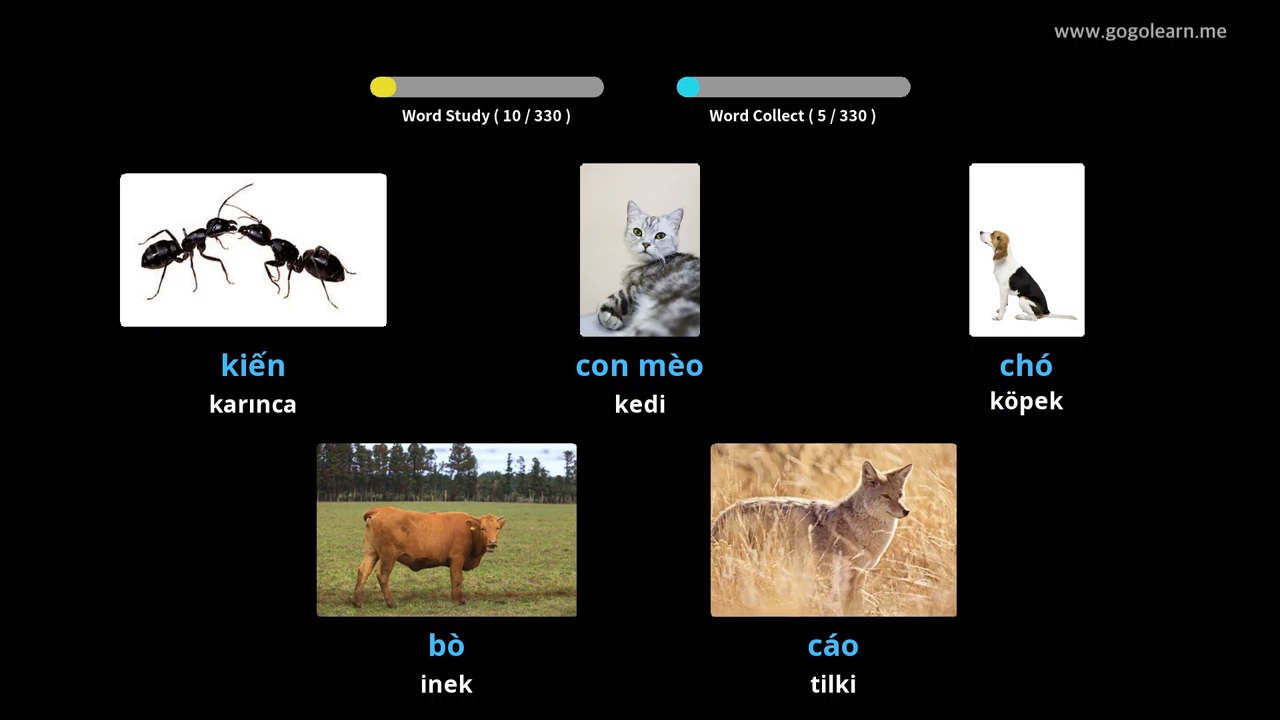 www.gogolearn.me
Word Study ( 10 / 330 )
Word Collect ( 5 / 330 )
kiến
karınca
con mèo
kedi
chó
köpek
bò
inek
cáo
tilki